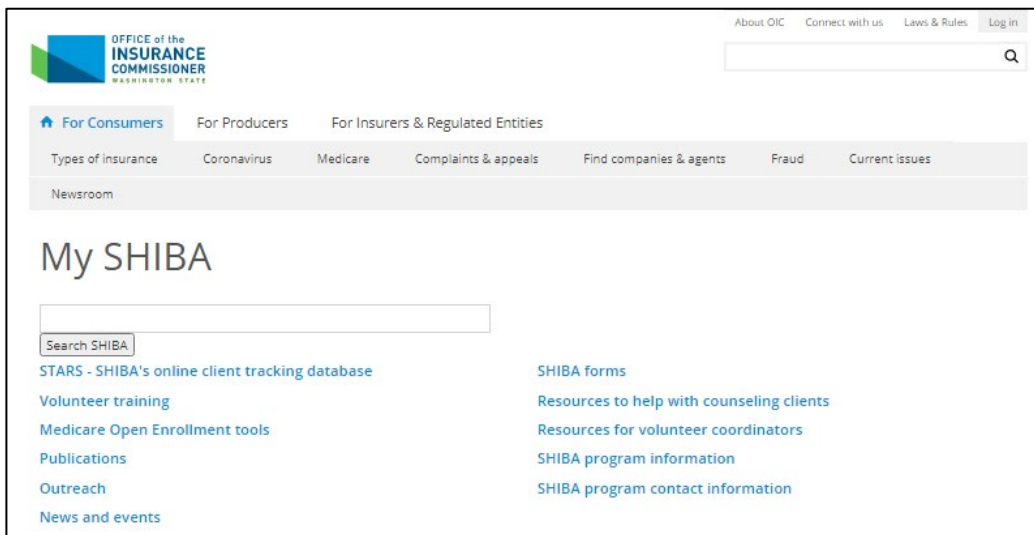 About OIC Connect with us Laws & Rules Log in
OFFICE of the
INSURANCE
COMMISSIONER
WASHINGTON STATE
For Consumers For Producers For Insurers & Regulated Entities
Types of insurance Coronavirus Medicare Complaints & appeals Find companies & agents Fraud Current issues
Newsroom
My SHIBA
Search SHIBA
STARS - SHIBA's online client tracking database SHIBA forms
Volunteer training Resources to help with counseling clients
Medicare Open Enrollment tools Resources for volunteer coordinators
Publications SHIBA program information
Outreach SHIBA program contact information
News and events